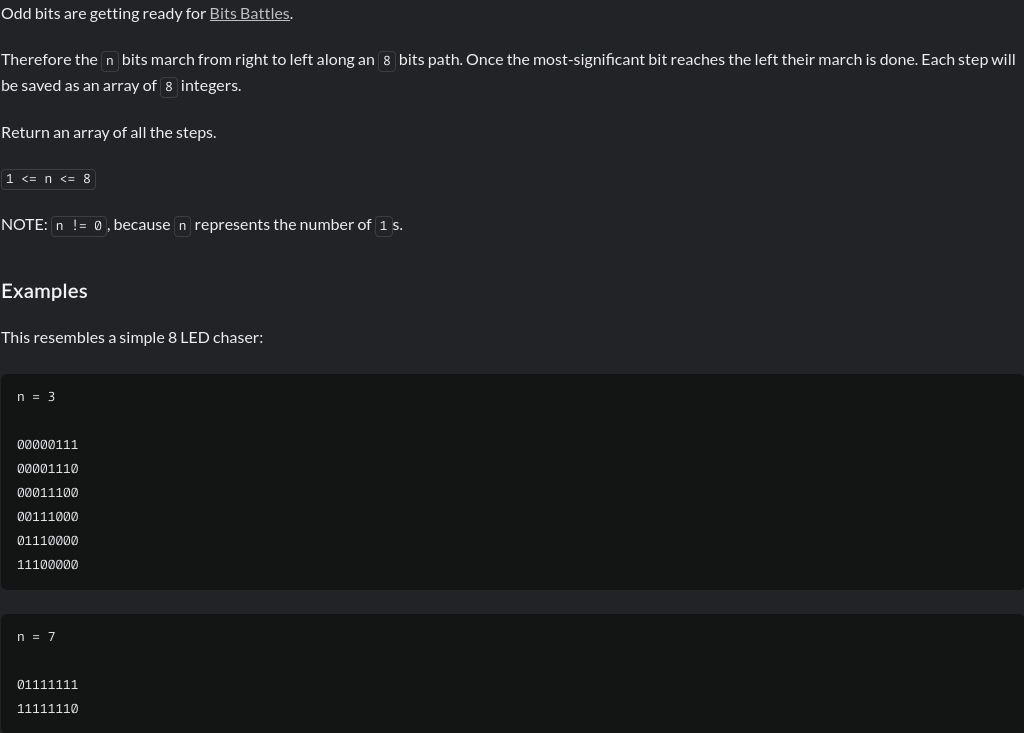 Odd bits are getting ready for Bits Battles.
Therefore the n bits march from right to left along an 8 bits path. Once the most-significant bit reaches the left their march is done. Each step will
be saved as an array of 8 integers.
Return an array of all the steps.
1 <= n <= 8
NOTE: n != 0, because n represents the number of 1s.
Examples
This resembles a simple 8 LED chaser:
n = 3
00000111
00001110
00011100
00111000
01110000
11100000
n = 7
01111111
11111110